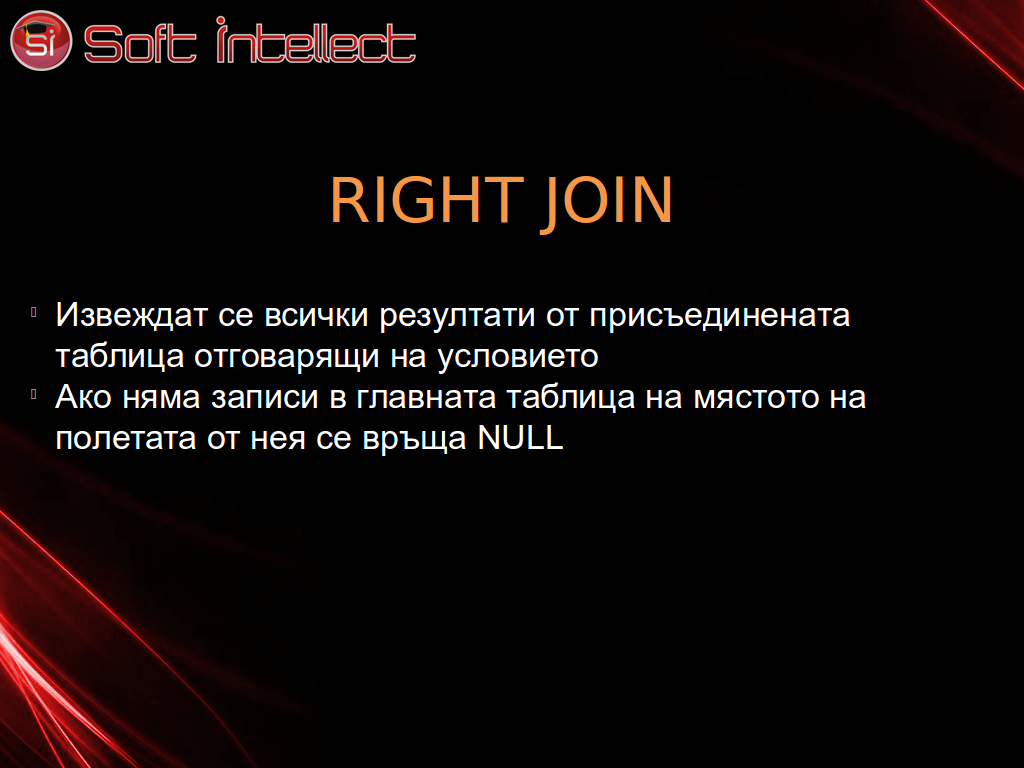 Si Soft Intellect
RIGHT JOIN
Извеждат се всички резултати от присъединената
таблица отговарящи на условието
Ако няма записи в главната таблица на мястото на
полетата от нея се връща NULL